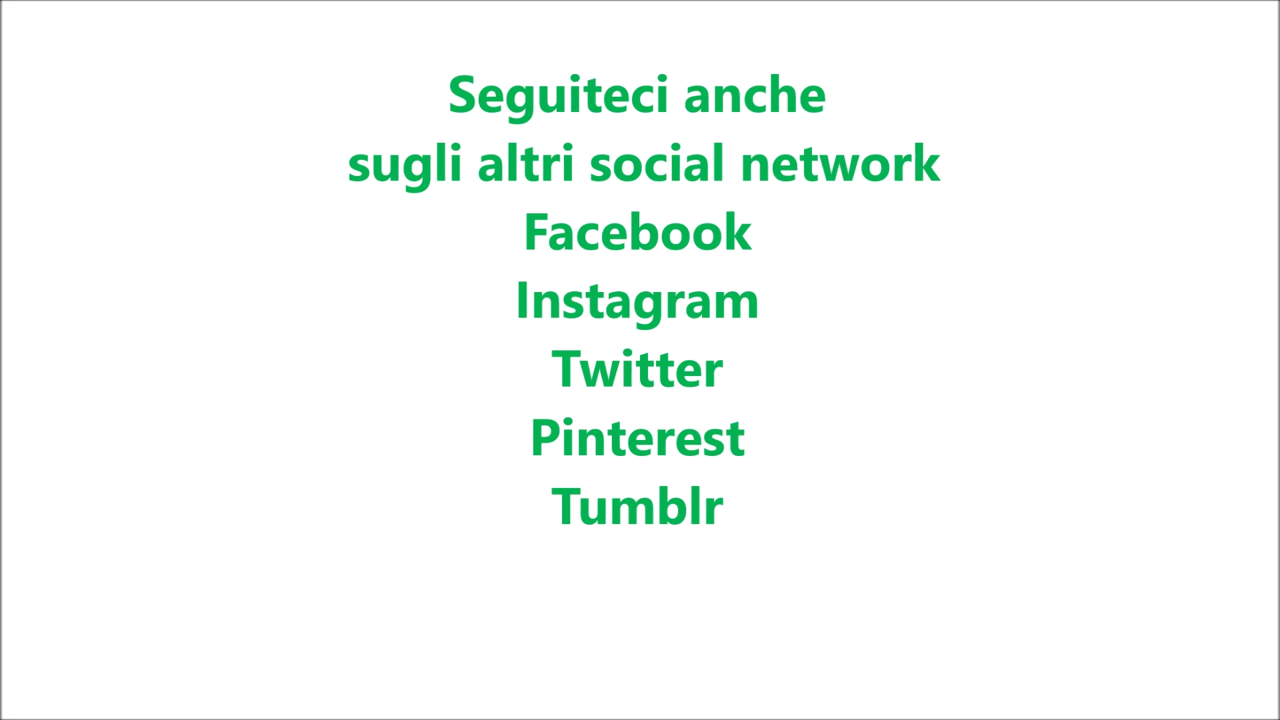 Seguiteci anche
sugli altri social network
Facebook
Instagram
Twitter
Pinterest
Tumblr